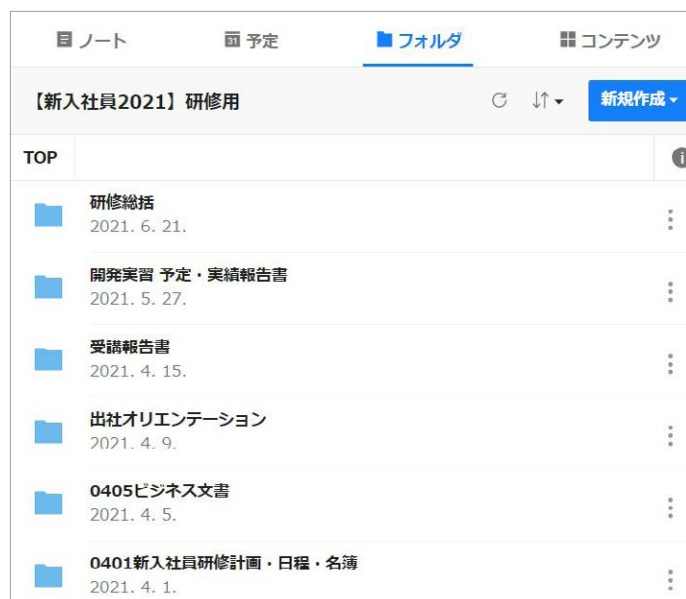 ノート 31 予定 フォルダ コンテンツ
【新入社員2021】研修用 新規作成
TOP
研修総括
2021. 6. 21.
開発実習 予定・実績報告書
2021. 5. 27.
受講報告書
2021. 4. 15.
出社オリエンテーション
2021. 4. 9.
0405ビジネス文書
2021. 4. 5.
0401新入社員研修計画・日程・名簿
2021. 4. 1.